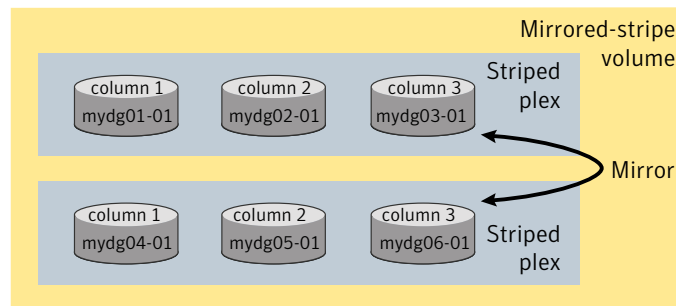 Mirrored-stripe
volume
Striped
plex
column 1
column 2
column 3
mydg01-01
mydg02-01
mydg03-01
Mirror
column 1
column 2
column 3
mydg04-01
mydg05-01
mydg06-01
Striped
plex